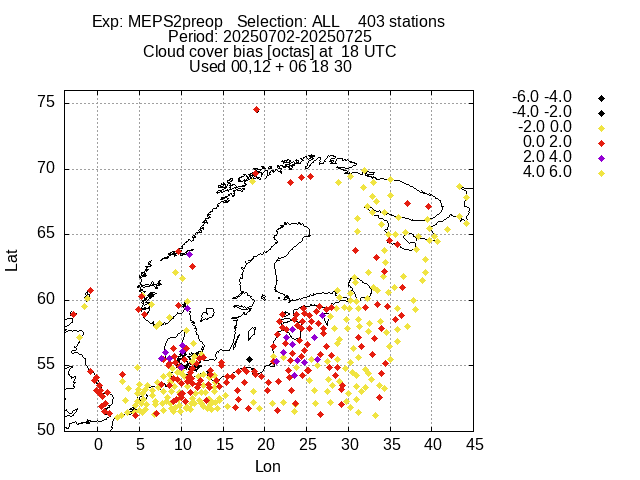 Exp: MEPS2preop   Selection: ALL    403 stations
Period: 20250702-20250725
Cloud cover bias [octas] at  18 UTC
Used 00,12 + 06 18 30
-6.0 -4.0
-4.0 -2.0
-2.0 0.0
0.0 2.0
2.0 4.0
4.0 6.0
75
70
65
60
55
50
Lat
0 5 10 15 20 25 30 35 40 45
Lon